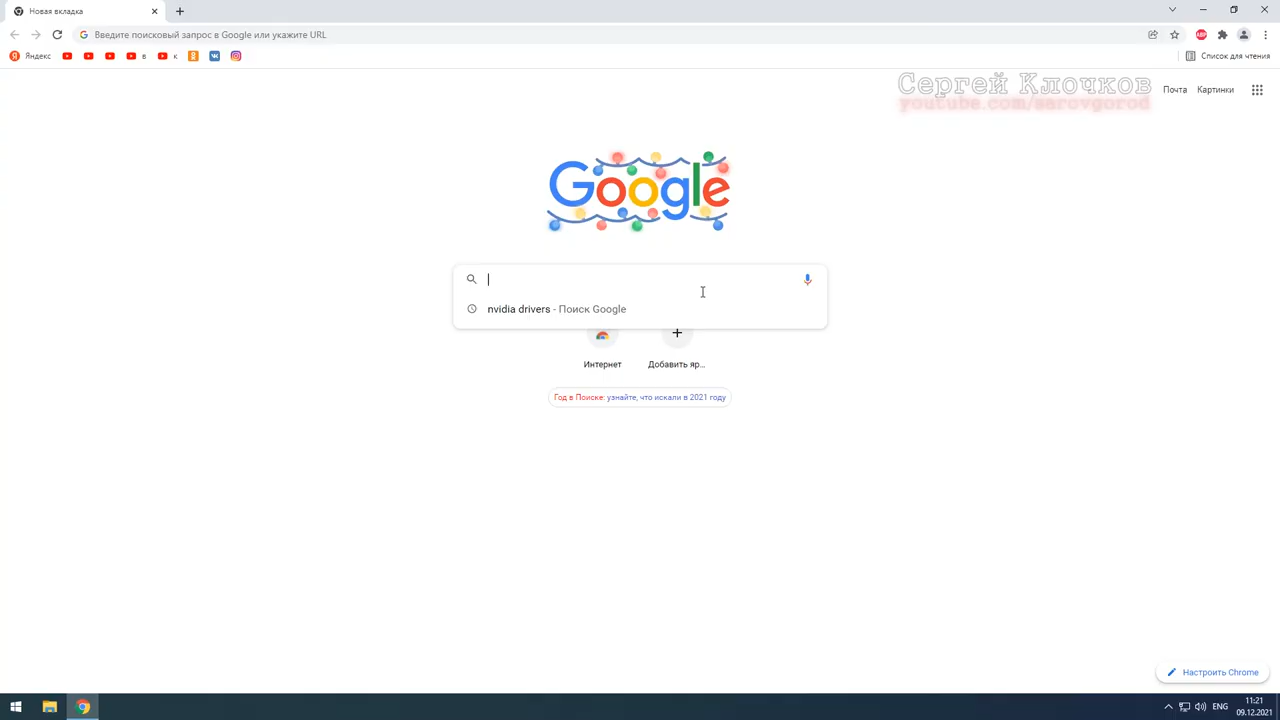 Новая вкладка
Введите поисковый запрос в Google или укажите URL
Яндекс
в
к
Список для чтения
Сергей Клочков
youtube.com/sarcvgorod
Почта
Картинки
Google
nvidia drivers - Поиск Google
Интернет
Добавить яр...
Год в Поиске: узнайте, что искали в 2021 году
Настроить Chrome
ENG
11:21
09.12.2021